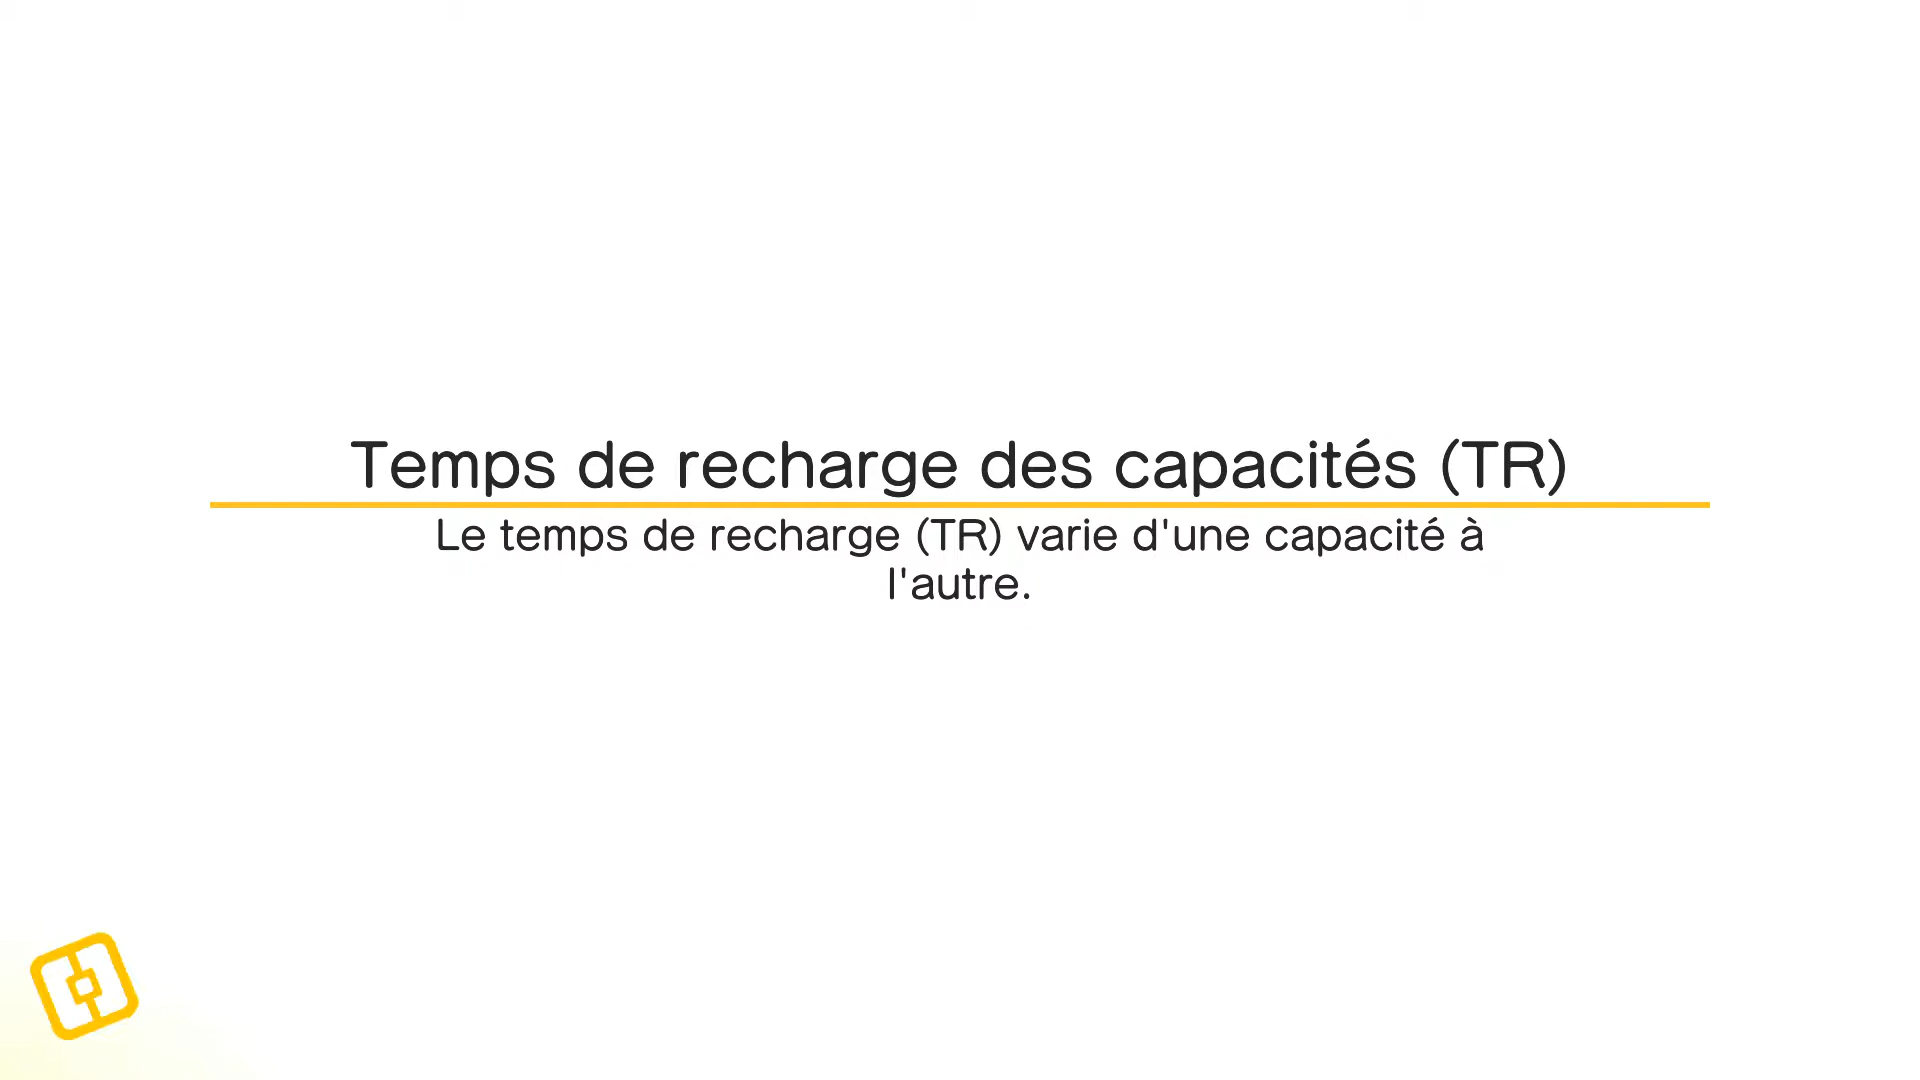 Temps de recharge des capacités (TR)
Le temps de recharge (TR) varie d'une capacité à
l'autre.